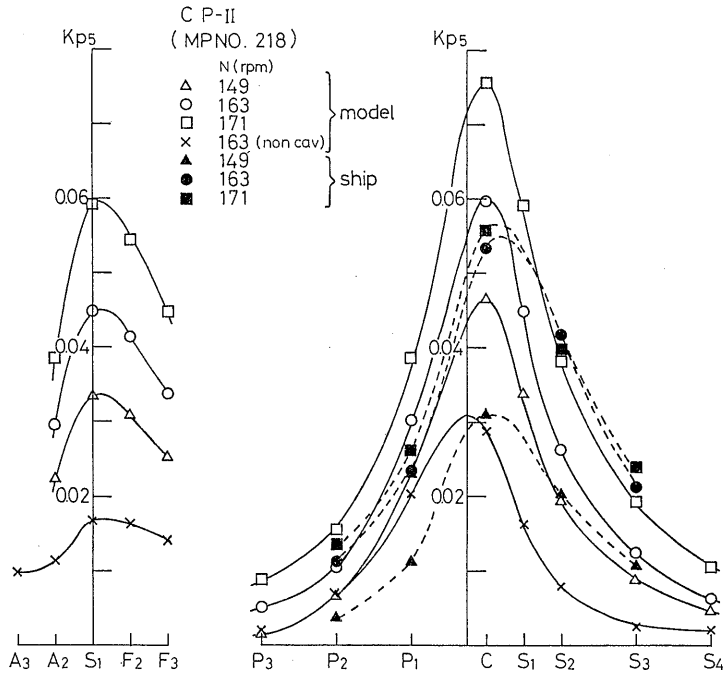 C P-II
(MPNO. 218)
N (rpm)
149
163
171
163 (non cav)
model
149
163
171
ship
Kp5
0.06
0.04
0.02
A3 A2 S1 F2 F3
Kp5
0.06
0.04
0.02
P3 P2 P1 C S1 S2 S3 S4